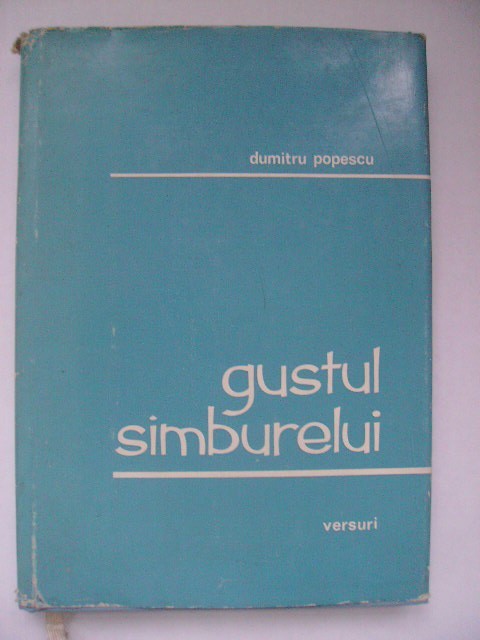 dumitru popescu
gustul
simburelui
versuri